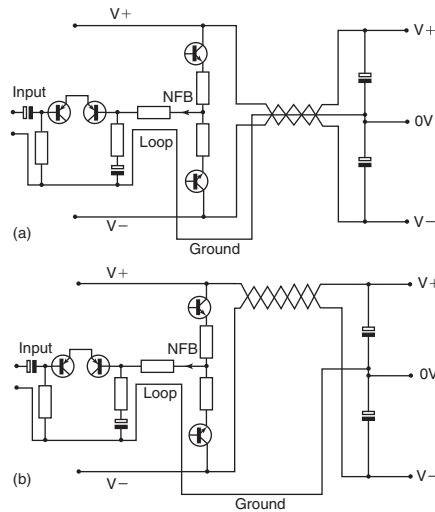 V+
V+
Input
NFB
0V
Loop
V−
V−
(a)
Ground
V+
V+
NFB
Input
0V
Loop
(b)
V−
V−
Ground